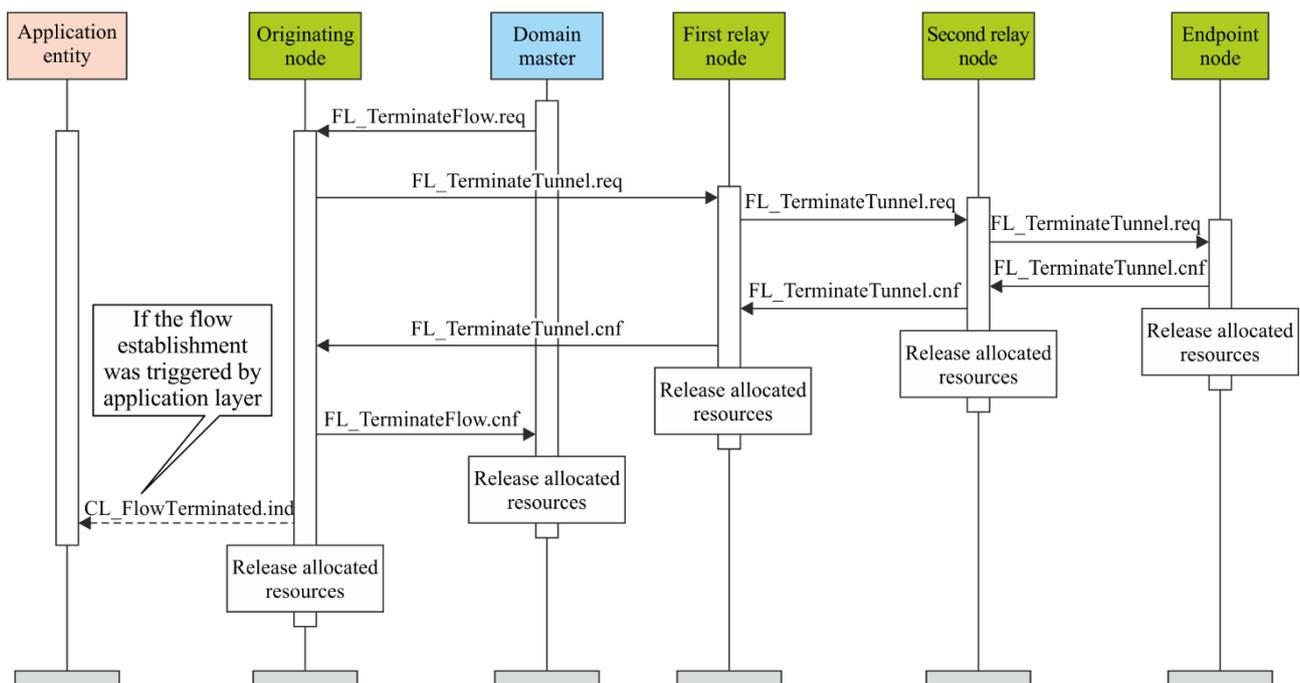 Application
entity
Originating
node
Domain
master
First relay
node
Second relay
node
Endpoint
node
FL_TerminateFlow.req
FL_TerminateTunnel.req
FL_TerminateTunnel.req
FL_TerminateTunnel.req
FL_TerminateTunnel.cnf
FL_TerminateTunnel.cnf
FL_TerminateTunnel.cnf
If the flow
establishment
was triggered by
application layer
Release allocated
resources
Release allocated
resources
Release allocated
resources
FL_TerminateFlow.cnf
Release allocated
resources
CL_FlowTerminated.ind
Release allocated
resources